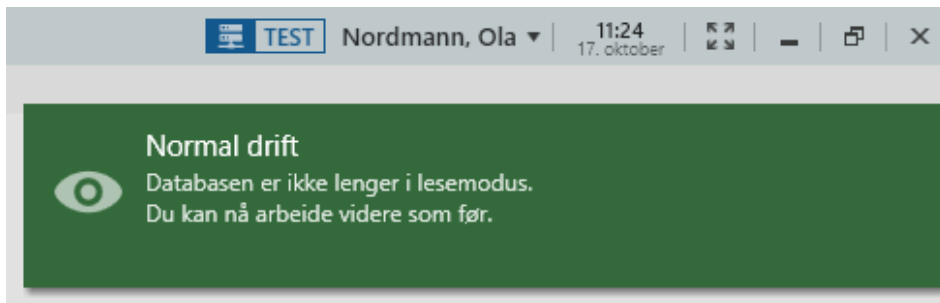 TEST Nordmann, Ola 11:24
17. oktober
Normal drift
Databasen er ikke lenger i lesemodus.
Du kan nå arbeide videre som før.